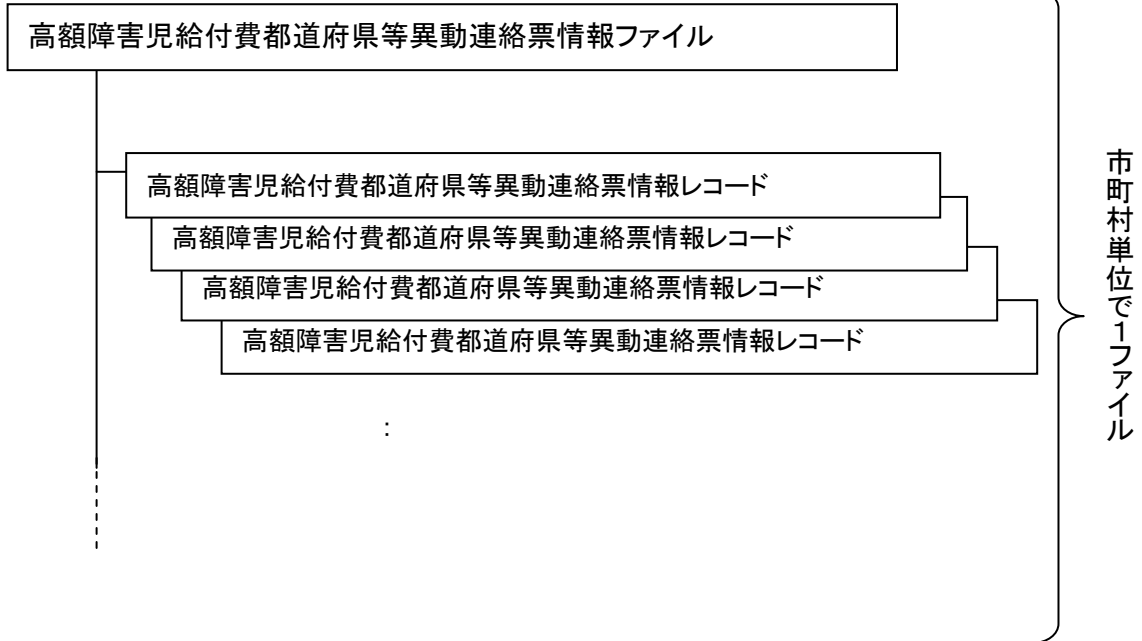 高額障害児給付費都道府県等異動連絡票情報ファイル
高額障害児給付費都道府県等異動連絡票情報レコード
高額障害児給付費都道府県等異動連絡票情報レコード
高額障害児給付費都道府県等異動連絡票情報レコード
高額障害児給付費都道府県等異動連絡票情報レコード
:
市町村単位で1ファイル